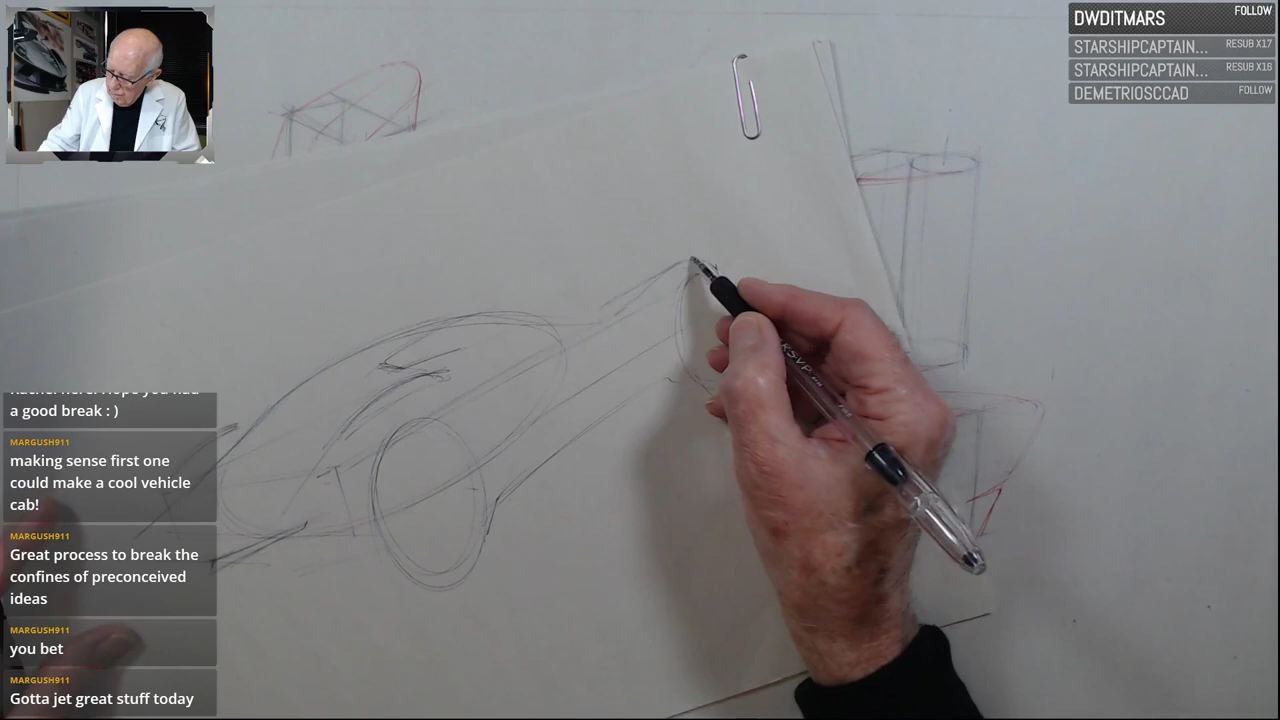 DWDITMARS FOLLOW
STARSHIPCAPTAIN... RESUB X17
STARSHIPCAPTAIN... RESUB X16
DEMETRIOSCCAD FOLLOW
a good break : )
MARGUSH911
making sense first one
could make a cool vehicle
cab!
MARGUSH911
Great process to break the
confines of preconceived
ideas
MARGUSH911
you bet
MARGUSH911
Gotta jet great stuff today
RSVP